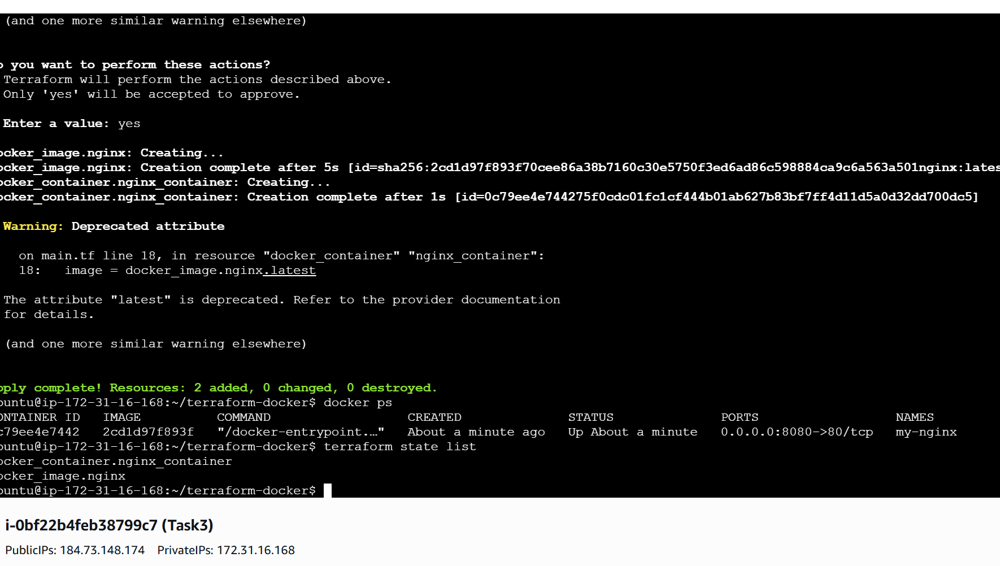 (and one more similar warning elsewhere)
o you want to perform these actions?
Terraform will perform the actions described above.
Only 'yes' will be accepted to approve.
Enter a value: yes
ocker_image.nginx: Creating...
ocker_image.nginx: Creation complete after 5s [id=sha256:2cd1d97f893f70cee86a38b7160c30e5750f3ed6ad86c598884ca9c6a563a501nginx:lates
ocker_container.nginx_container: Creating...
ocker_container.nginx_container: Creation complete after 1s [id=0c79ee4e744275f0cdc01fc1cf444b01ab627b83bf7ff4d11d5a0d32dd700dc5]
Warning: Deprecated attribute
on main.tf line 18, in resource "docker_container" "nginx_container":
18:   image = docker_image.nginx.latest
The attribute "latest" is deprecated. Refer to the provider documentation
for details.
(and one more similar warning elsewhere)
pply complete! Resources: 2 added, 0 changed, 0 destroyed.
buntu@ip-172-31-16-168:~/terraform-docker$ docker ps
ONTAINER ID   IMAGE          COMMAND                  CREATED              STATUS              PORTS                  NAMES
c79ee4e7442   2cd1d97f893f   "/docker-entrypoint.…"   About a minute ago   Up About a minute   0.0.0.0:8080->80/tcp   my-nginx
buntu@ip-172-31-16-168:~/terraform-docker$ terraform state list
ocker_container.nginx_container
ocker_image.nginx
buntu@ip-172-31-16-168:~/terraform-docker$
i-0bf22b4feb38799c7 (Task3)
PublicIPs: 184.73.148.174    PrivateIPs: 172.31.16.168